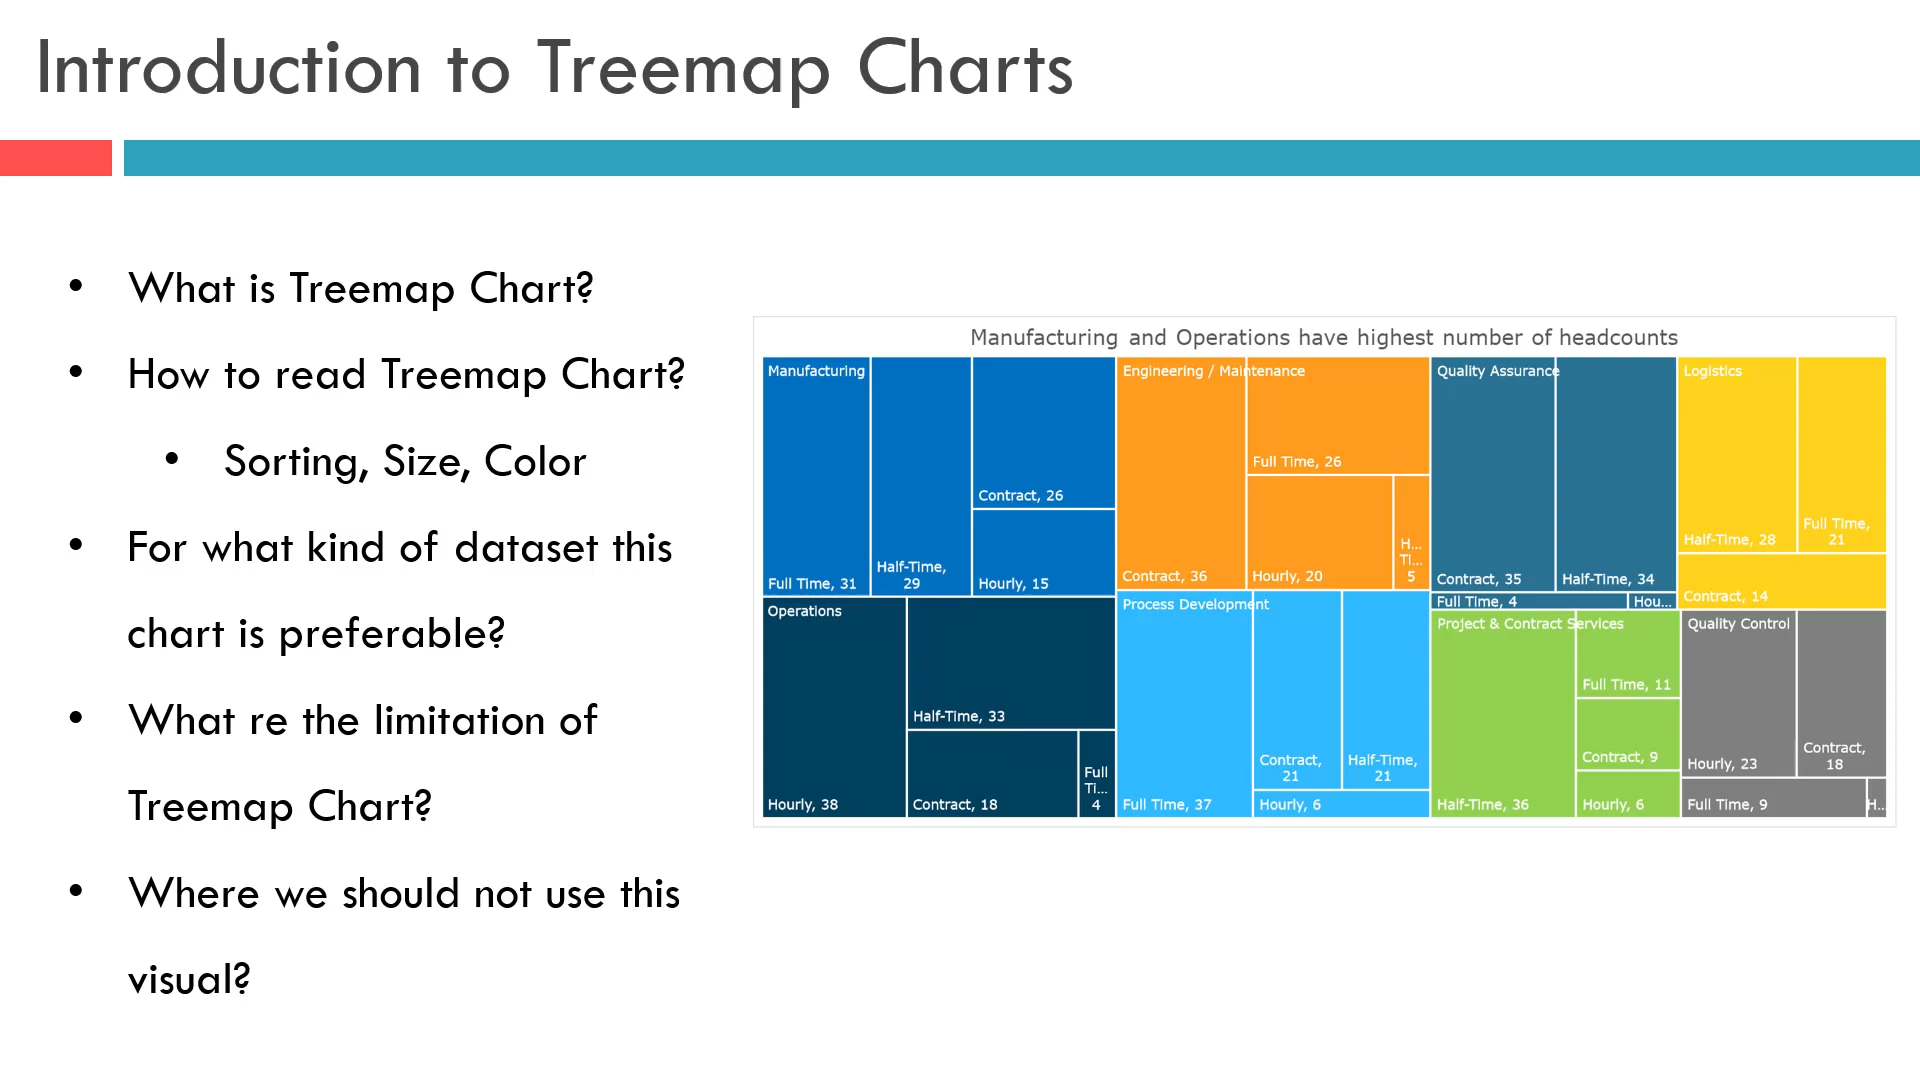 Introduction to Treemap Charts
• What is Treemap Chart?
• How to read Treemap Chart?
• Sorting, Size, Color
• For what kind of dataset this
chart is preferable?
• What re the limitation of
Treemap Chart?
• Where we should not use this
visual?
Manufacturing and Operations have highest number of headcounts
Manufacturing
Full Time, 31
Half-Time,
29
Contract, 26
Hourly, 15
Operations
Hourly, 38
Half-Time, 33
Contract, 18
Full
Ti...
4
Engineering / Maintenance
Contract, 36
Full Time, 26
Hourly, 20
H...
Ti...
5
Process Development
Full Time, 37
Contract,
21
Half-Time,
21
Hourly, 6
Quality Assurance
Contract, 35
Half-Time, 34
Full Time, 4
Hou...
Project & Contract Services
Half-Time, 36
Full Time, 11
Contract, 9
Hourly, 6
Logistics
Half-Time, 28
Full Time,
21
Contract, 14
Quality Control
Hourly, 23
Contract,
18
Full Time, 9
H...